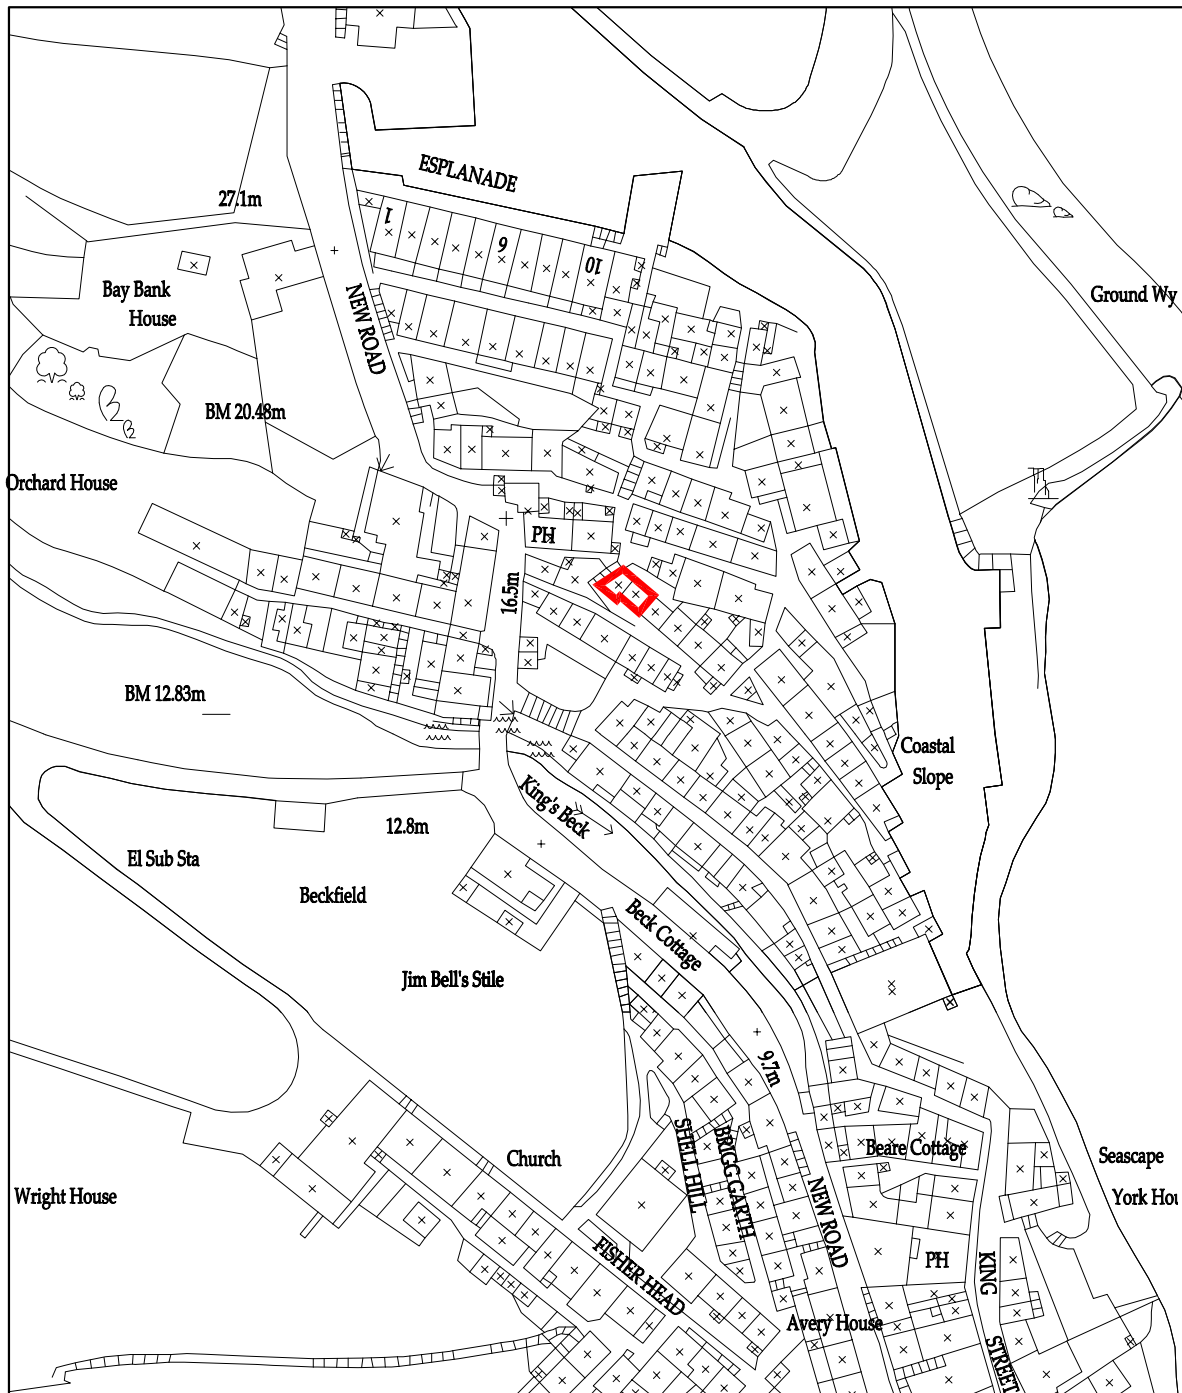 ESPLANADE
27.1m
1
6
10
Bay Bank
House
NEW ROAD
Ground Wy
BM 20.48m
Orchard House
PH
16.5m
BM 12.83m
Coastal
Slope
King's Beck
12.8m
El Sub Sta
Beckfield
Beck Cottage
Jim Bell's Stile
9.7m
SHELL HILL
BRIGG GARTH
Beare Cottage
Church
Seascape
Wright House
York Hou
NEW ROAD
FISHER HEAD
PH
KING
STREET
Avery House